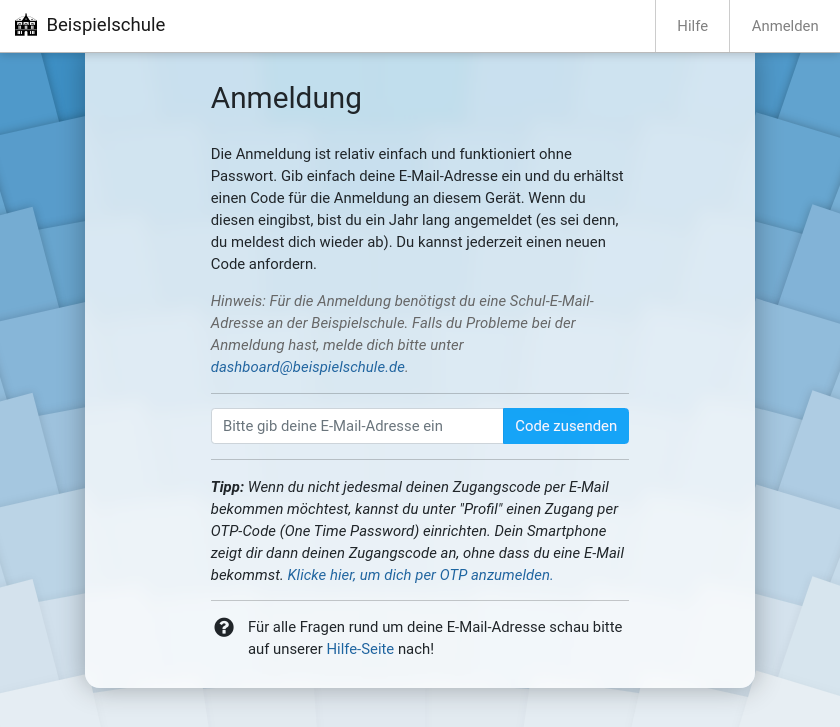 Beispielschule
Hilfe
Anmelden
Anmeldung
Die Anmeldung ist relativ einfach und funktioniert ohne
Passwort. Gib einfach deine E-Mail-Adresse ein und du erhältst
einen Code für die Anmeldung an diesem Gerät. Wenn du
diesen eingibst, bist du ein Jahr lang angemeldet (es sei denn,
du meldest dich wieder ab). Du kannst jederzeit einen neuen
Code anfordern.
Hinweis: Für die Anmeldung benötigst du eine Schul-E-Mail-
Adresse an der Beispielschule. Falls du Probleme bei der
Anmeldung hast, melde dich bitte unter
dashboard@beispielschule.de.
Bitte gib deine E-Mail-Adresse ein
Code zusenden
Tipp: Wenn du nicht jedesmal deinen Zugangscode per E-Mail
bekommen möchtest, kannst du unter "Profil" einen Zugang per
OTP-Code (One Time Password) einrichten. Dein Smartphone
zeigt dir dann deinen Zugangscode an, ohne dass du eine E-Mail
bekommst. Klicke hier, um dich per OTP anzumelden.
Für alle Fragen rund um deine E-Mail-Adresse schau bitte
auf unserer Hilfe-Seite nach!